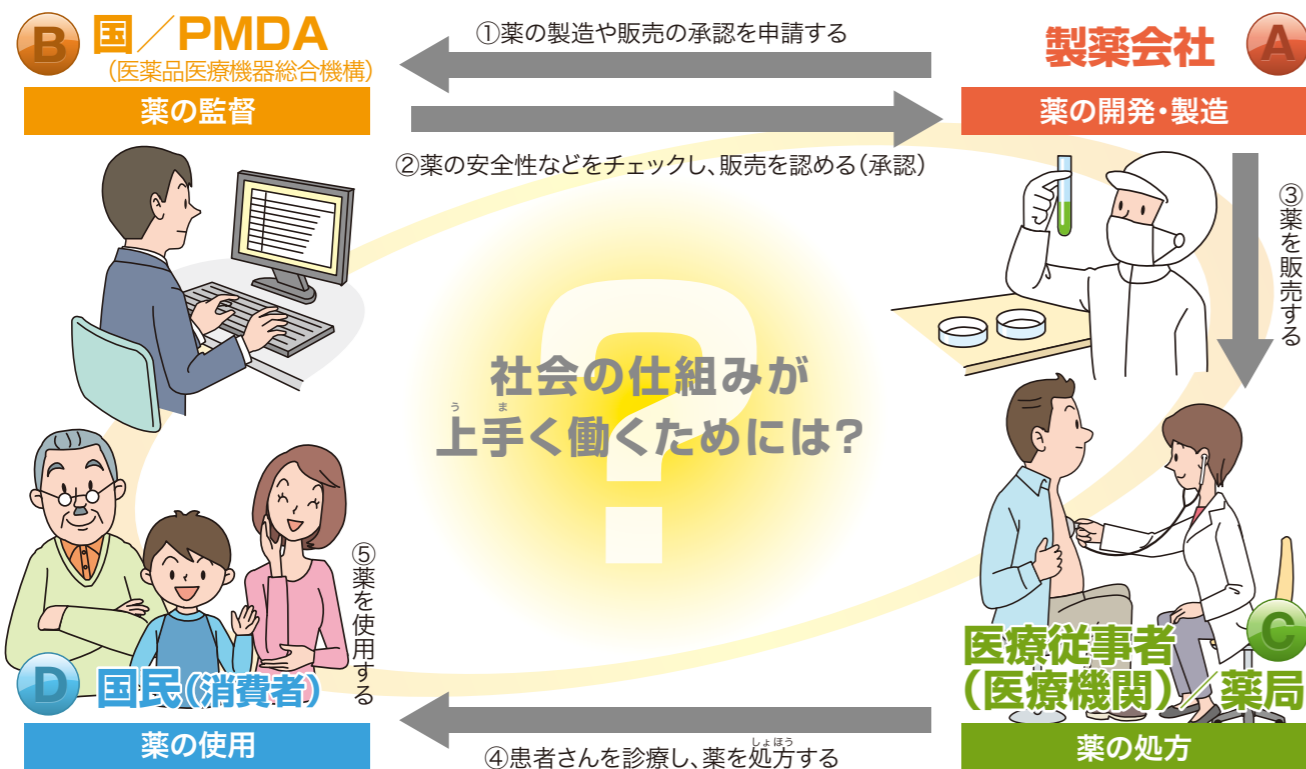 B 国／PMDA
（医薬品医療機器総合機構）
薬の監督
①薬の製造や販売の承認を申請する
②薬の安全性などをチェックし、販売を認める（承認）
製薬会社 A
薬の開発・製造
③薬を販売する
社会の仕組みが
うま
上手く働くためには?
?
C
医療従事者
（医療機関）／薬局
薬の処方
しょほう
④患者さんを診療し、薬を処方する
⑤薬を使用する
D 国民(消費者)
薬の使用